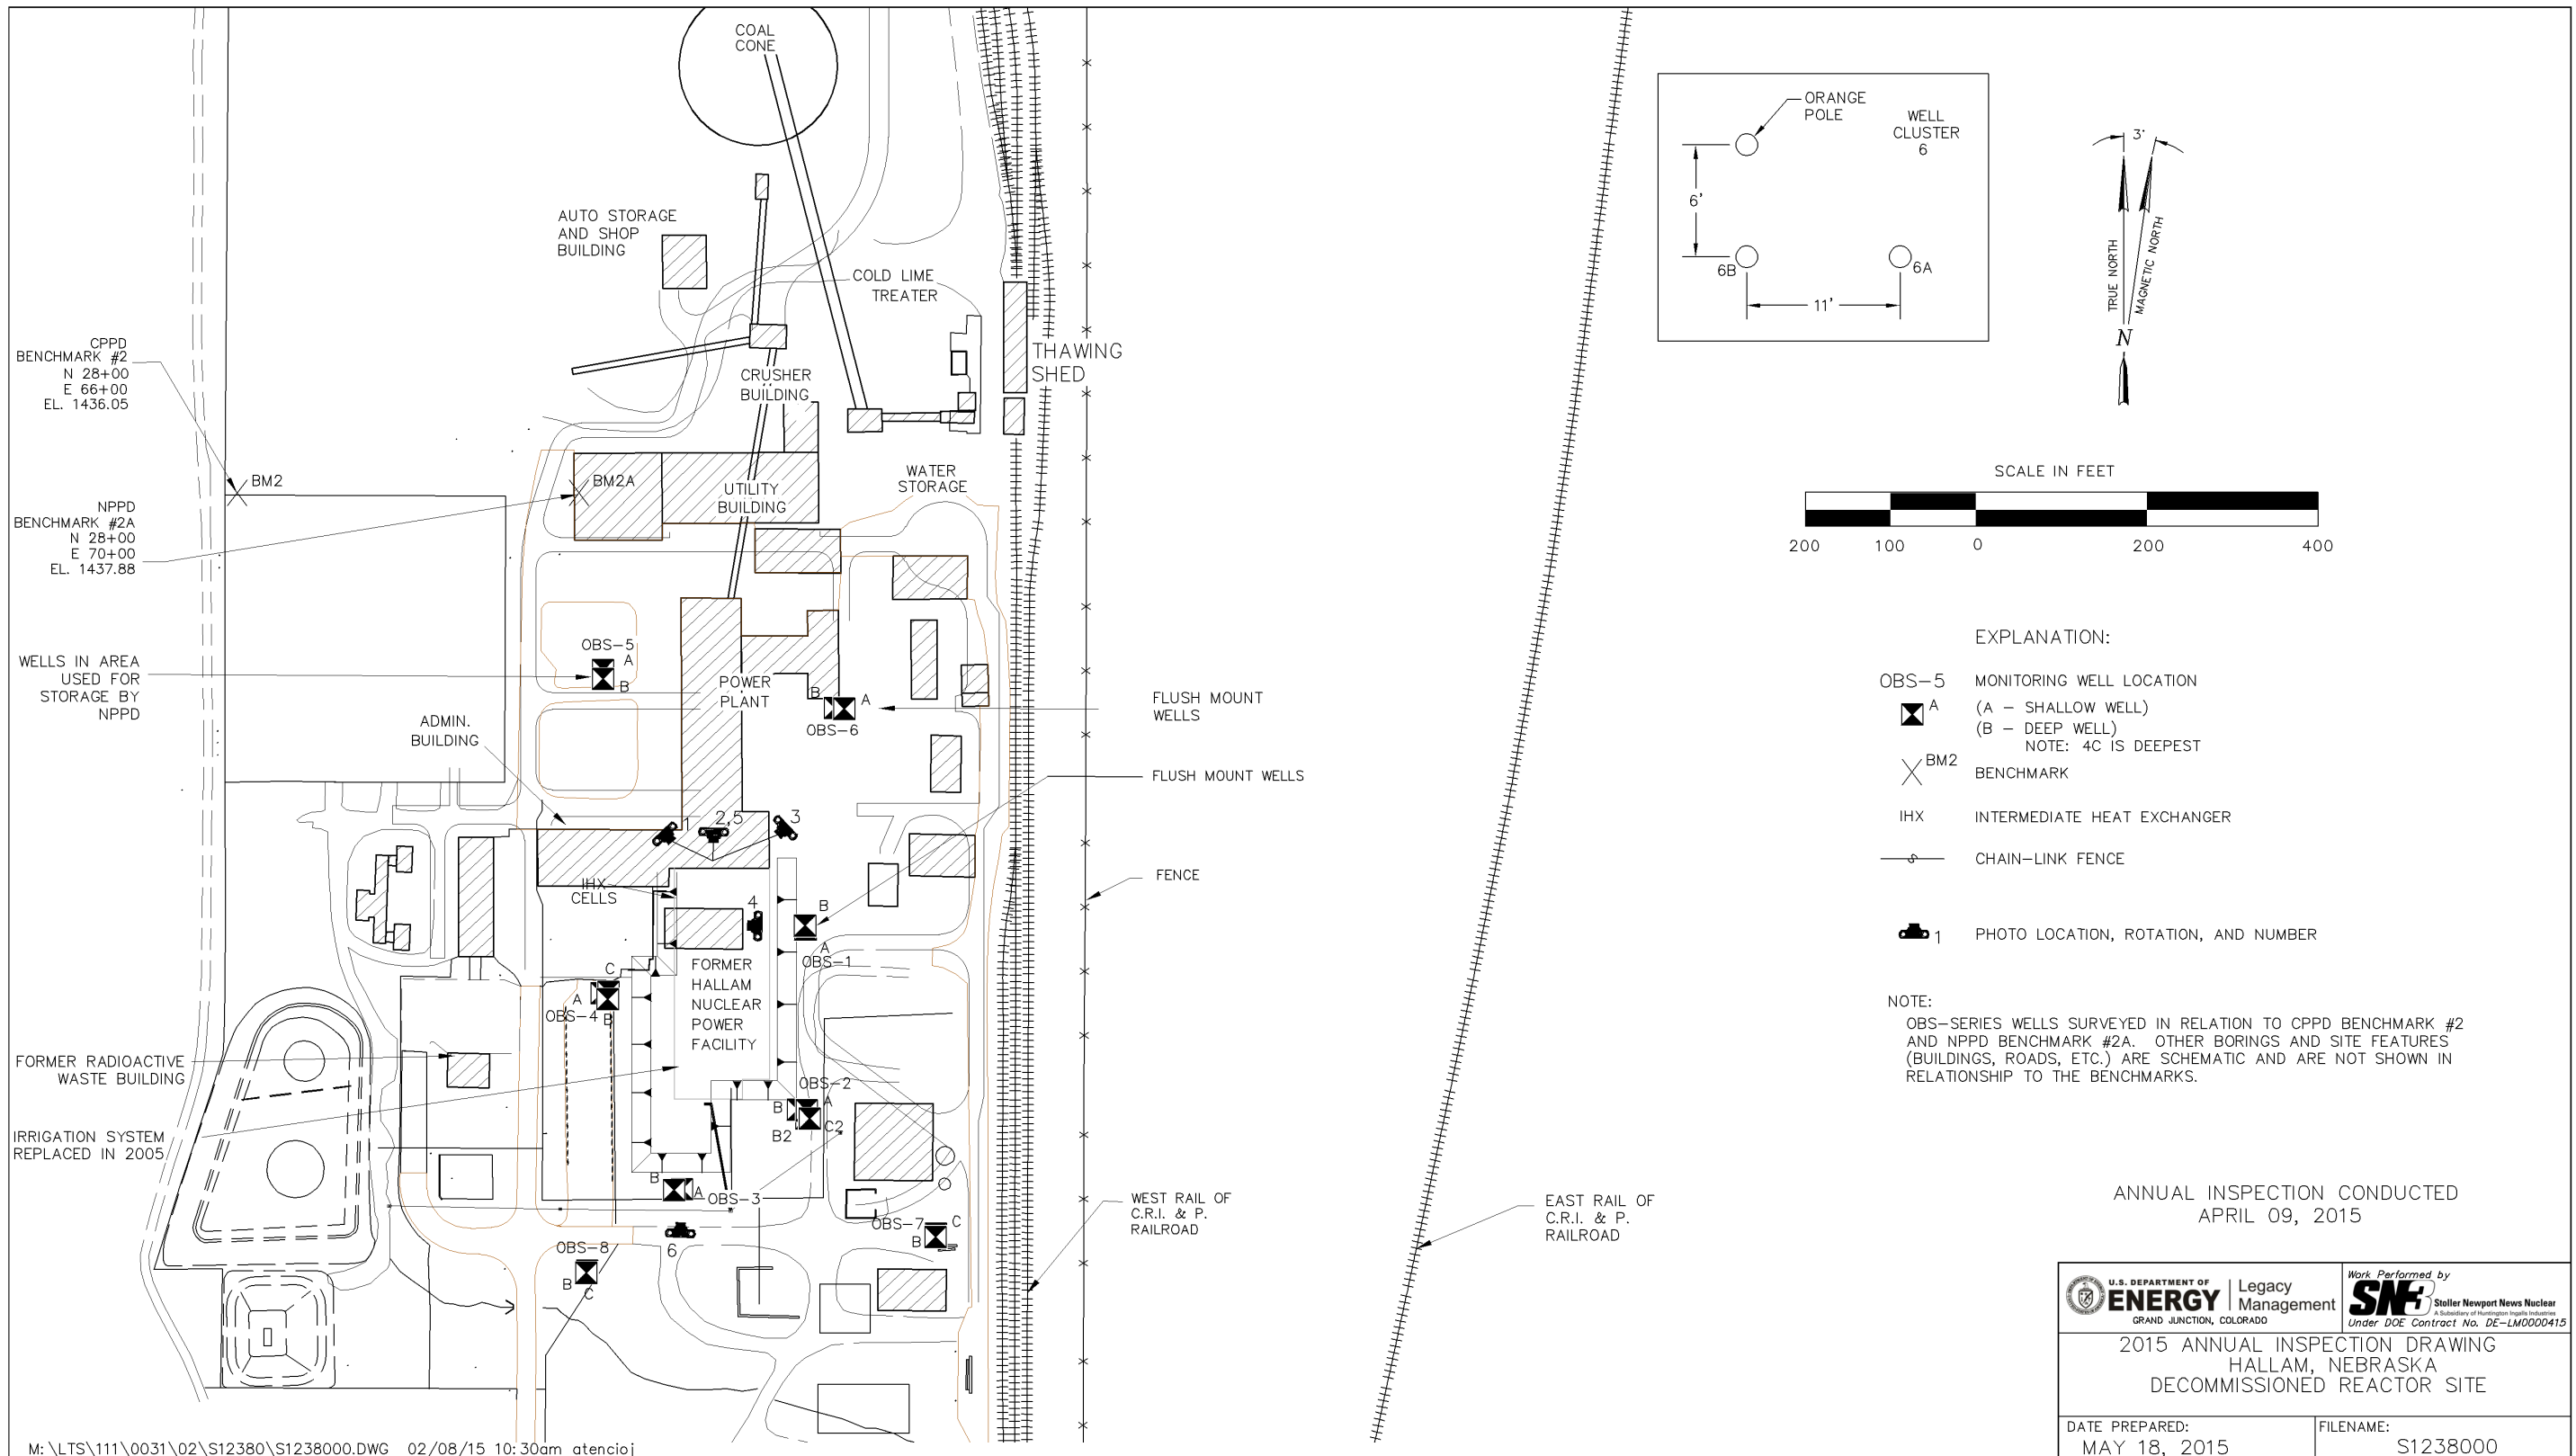 COAL
CONE
AUTO STORAGE
AND SHOP
BUILDING
COLD LIME
TREATER
THAWING
SHED
CRUSHER
BUILDING
CPPD
BENCHMARK #2
N 28+00
E 66+00
EL. 1436.05
BM2
NPPD
BENCHMARK #2A
N 28+00
E 70+00
EL. 1437.88
BM2A
UTILITY
BUILDING
WATER
STORAGE
WELLS IN AREA
USED FOR
STORAGE BY
NPPD
OBS-5
A
B
POWER
PLANT
B
A
OBS-6
FLUSH MOUNT
WELLS
ADMIN.
BUILDING
FLUSH MOUNT WELLS
1
2,5
3
FENCE
IHX
CELLS
4
B
A
OBS-1
FORMER
HALLAM
NUCLEAR
POWER
FACILITY
C
A
OBS-4
B
FORMER RADIOACTIVE
WASTE BUILDING
IRRIGATION SYSTEM
REPLACED IN 2005
OBS-2
B
A
B2
C2
B
A
OBS-3
6
OBS-7
C
B
OBS-8
B
C
WEST RAIL OF
C.R.I. & P.
RAILROAD
EAST RAIL OF
C.R.I. & P.
RAILROAD
ORANGE
POLE
WELL
CLUSTER
6
6'
6B
6A
11'
3°
TRUE NORTH
MAGNETIC NORTH
N
SCALE IN FEET
200 100 0 200 400
EXPLANATION:
OBS-5 MONITORING WELL LOCATION
A (A - SHALLOW WELL)
(B - DEEP WELL)
NOTE: 4C IS DEEPEST
BM2 BENCHMARK
IHX INTERMEDIATE HEAT EXCHANGER
S CHAIN-LINK FENCE
1 PHOTO LOCATION, ROTATION, AND NUMBER
NOTE:
OBS-SERIES WELLS SURVEYED IN RELATION TO CPPD BENCHMARK #2
AND NPPD BENCHMARK #2A. OTHER BORINGS AND SITE FEATURES
(BUILDINGS, ROADS, ETC.) ARE SCHEMATIC AND ARE NOT SHOWN IN
RELATIONSHIP TO THE BENCHMARKS.
ANNUAL INSPECTION CONDUCTED
APRIL 09, 2015
U.S. DEPARTMENT OF
ENERGY
Legacy
Management
GRAND JUNCTION, COLORADO
Work Performed by
SN3
Stoller Newport News Nuclear
A Subsidiary of Huntington Ingalls Industries
Under DOE Contract No. DE-LM0000415
2015 ANNUAL INSPECTION DRAWING
HALLAM, NEBRASKA
DECOMMISSIONED REACTOR SITE
DATE PREPARED:
MAY 18, 2015
FILENAME:
S1238000
M:\LTS\111\0031\02\S12380\S1238000.DWG 02/08/15 10:30am atencioj